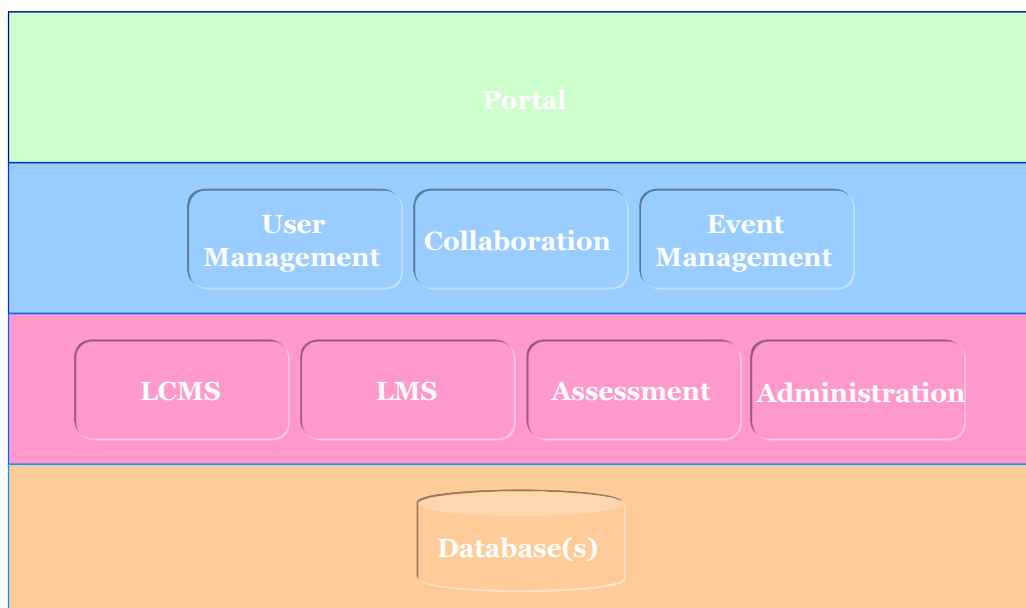 Portal
User
Management
Collaboration
Event
Management
LCMS
LMS
Assessment
Administration
Database(s)